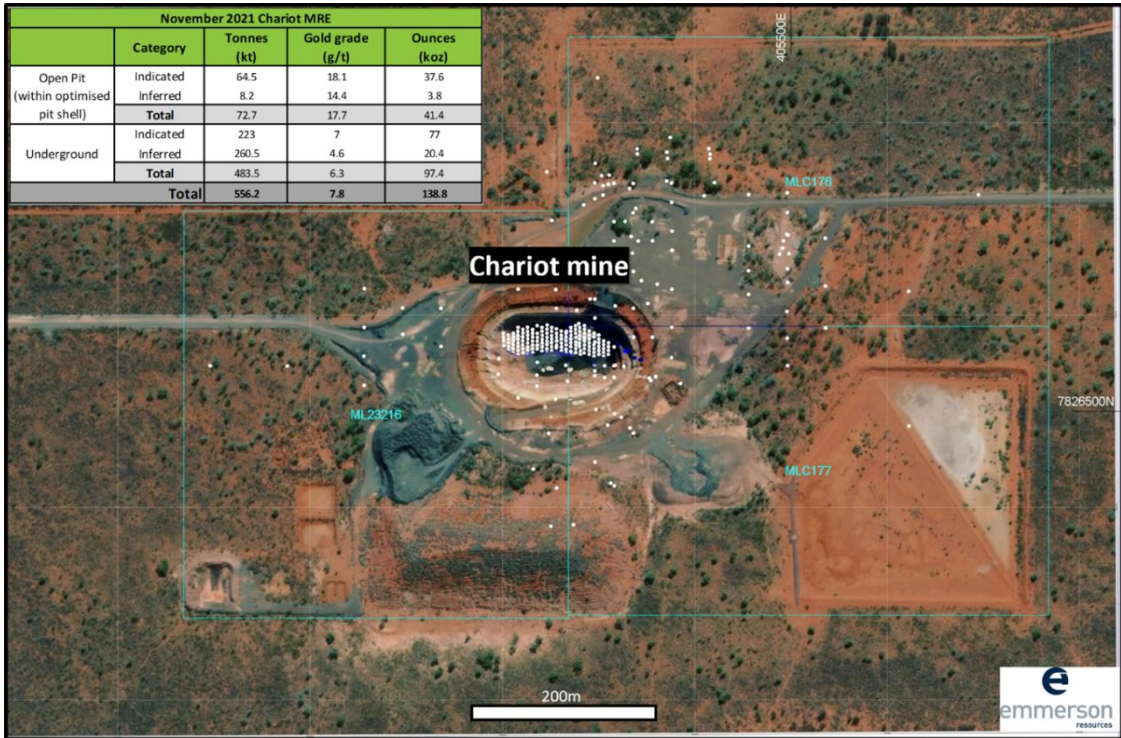 November 2021 Chariot MRE
Category Tonnes (kt) Gold grade (g/t) Ounces (koz)
Open Pit (within optimised pit shell) Indicated 64.5 18.1 37.6
Inferred 8.2 14.4 3.8
Total 72.7 17.7 41.4
Underground Indicated 223 7 77
Inferred 260.5 4.6 20.4
Total 483.5 6.3 97.4
Total 556.2 7.8 138.8
405500E
MLC176
Chariot mine
7826500N
ML23216
MLC177
200m
e
emmerson
resources